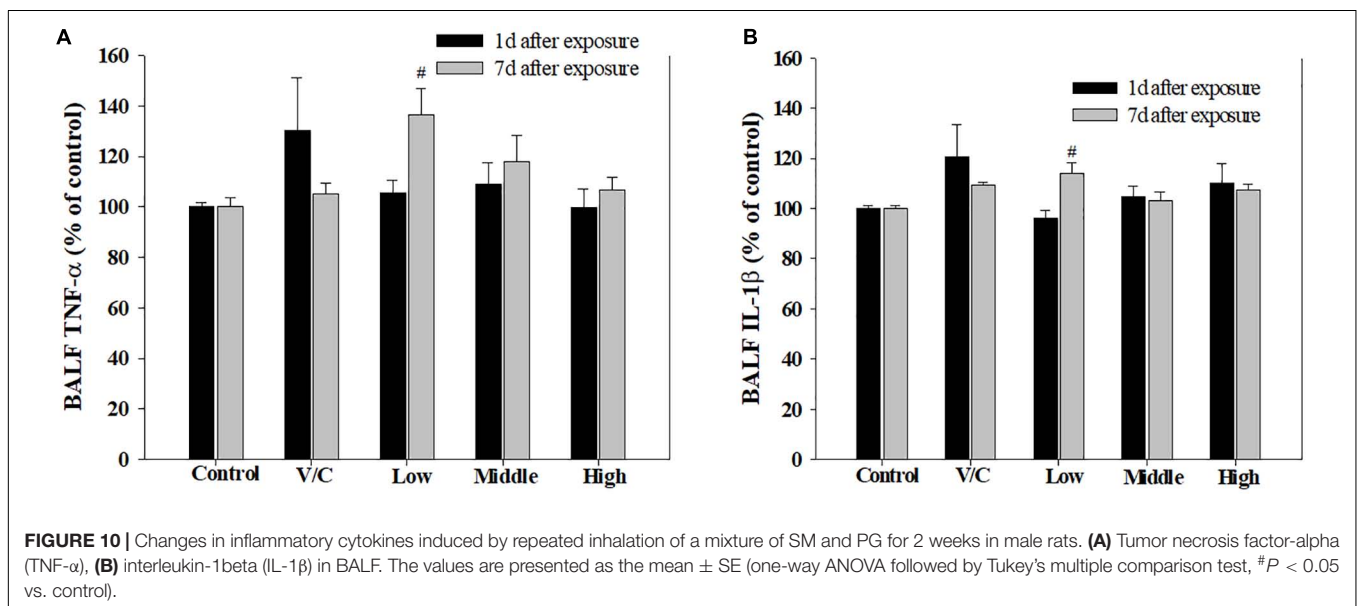 A
BALF TNF-α (% of control)
160
140
120
100
80
60
40
20
0
1d after exposure
7d after exposure
#
Control V/C Low Middle High
B
BALF IL-1β (% of control)
160
140
120
100
80
60
40
20
0
1d after exposure
7d after exposure
#
Control V/C Low Middle High
FIGURE 10 | Changes in inflammatory cytokines induced by repeated inhalation of a mixture of SM and PG for 2 weeks in male rats. (A) Tumor necrosis factor-alpha
(TNF-α), (B) interleukin-1beta (IL-1β) in BALF. The values are presented as the mean ± SE (one-way ANOVA followed by Tukey’s multiple comparison test, #P < 0.05
vs. control).